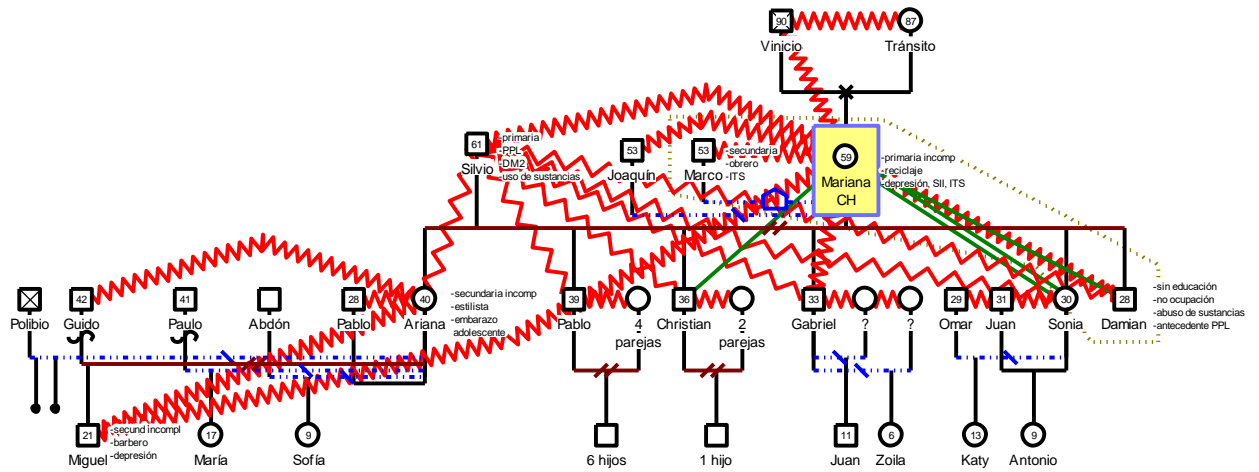 90
87
Vinicio
Tránsito
61
-primaria
-PPL
-DM2
-uso de sustancias
Silvio
53
Joaquín
53
-secundaria
-obrero
-ITS
Marco
59
Mariana
CH
-primaria incomp
-reciclaje
-depresión, SII, ITS
Polibio
42
Guido
41
Paulo
Abdón
28
Pablo
40
Ariana
-secundaria incomp
-estilista
-embarazo
adolescente
39
Pablo
4
parejas
36
Christian
2
parejas
33
Gabriel
?
?
29
Omar
31
Juan
30
Sonia
28
Damian
-sin educación
-no ocupación
-abuso de sustancias
-antecedente PPL
21
Miguel
-secund incompl
-barbero
-depresión
17
María
9
Sofía
6 hijos
1 hijo
11
Juan
6
Zoila
13
Katy
9
Antonio